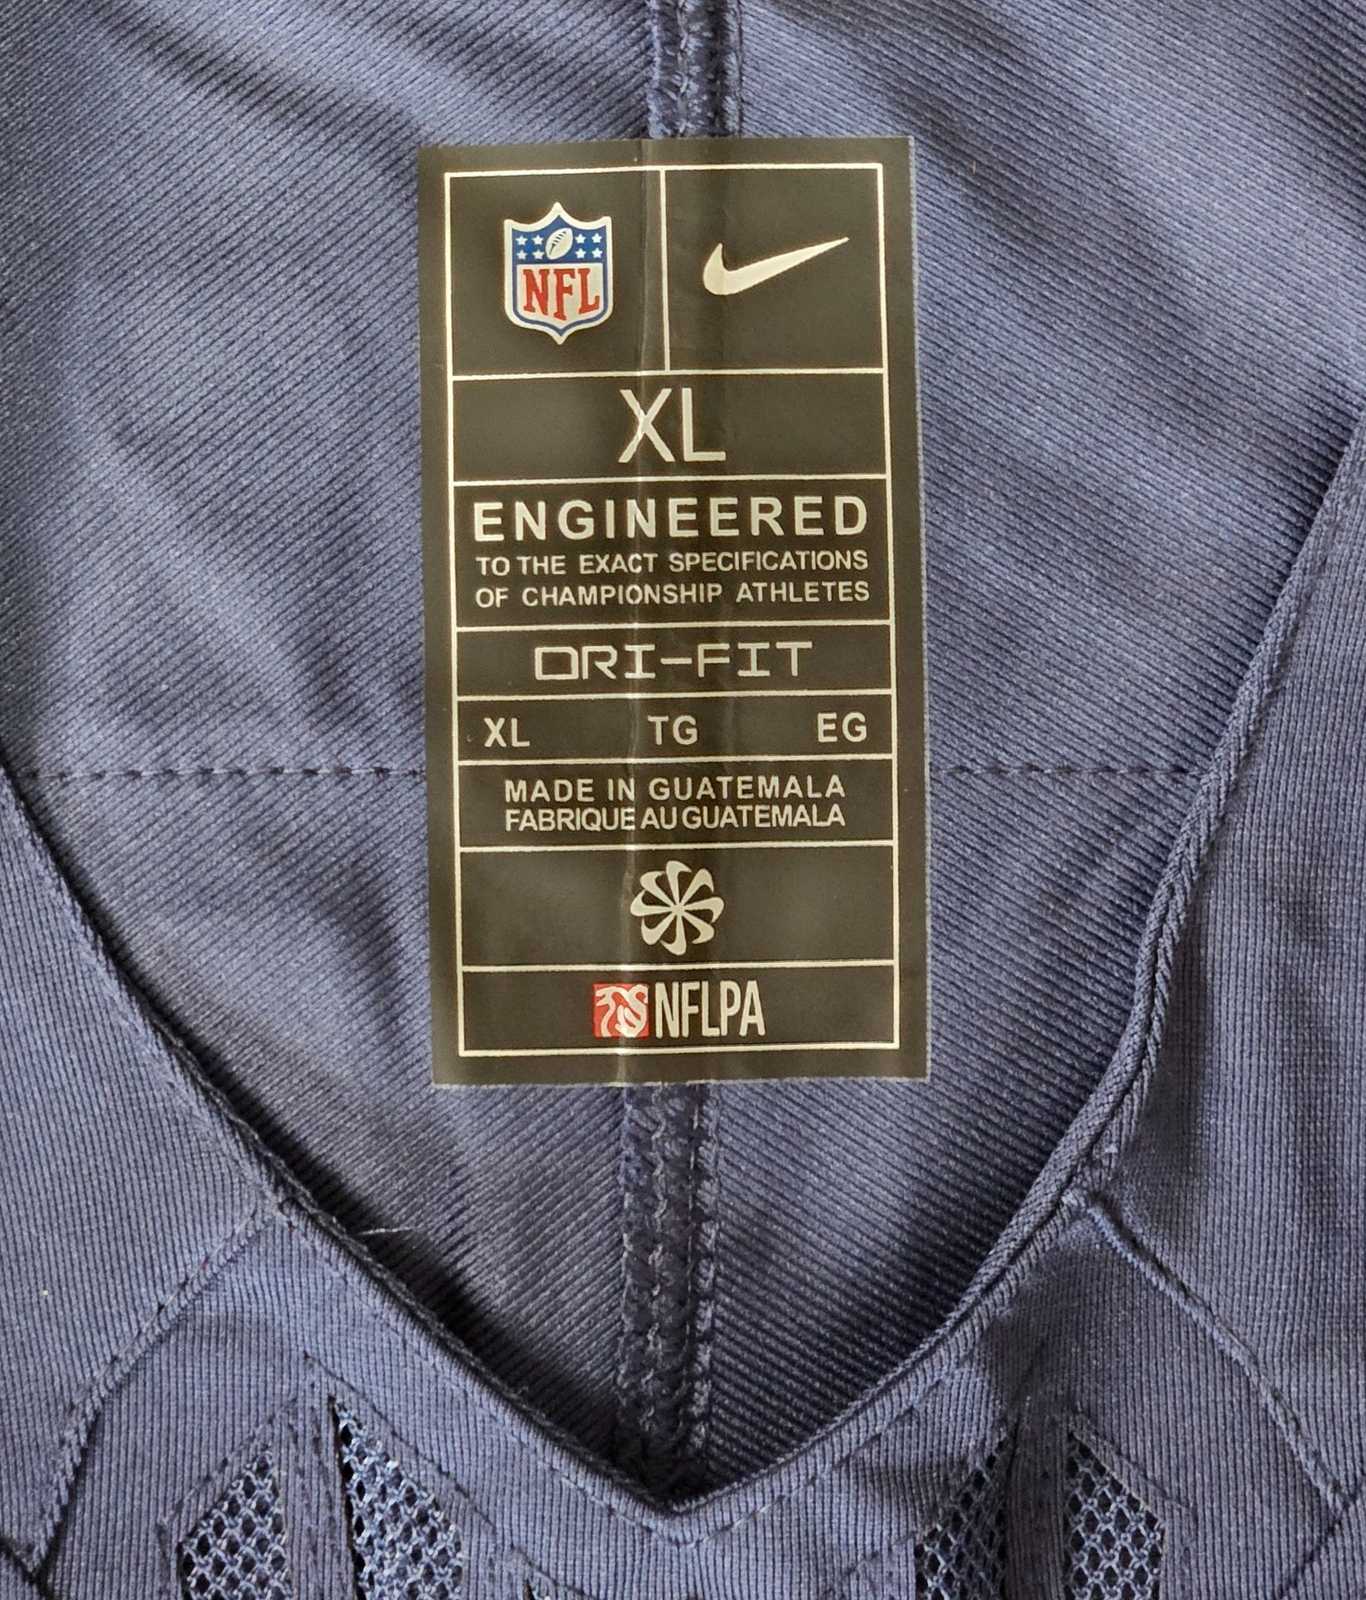 NFL
XL
ENGINEERED
TO THE EXACT SPECIFICATIONS
OF CHAMPIONSHIP ATHLETES
DRI-FIT
XL TG EG
MADE IN GUATEMALA
FABRIQUE AU GUATEMALA
NFLPA